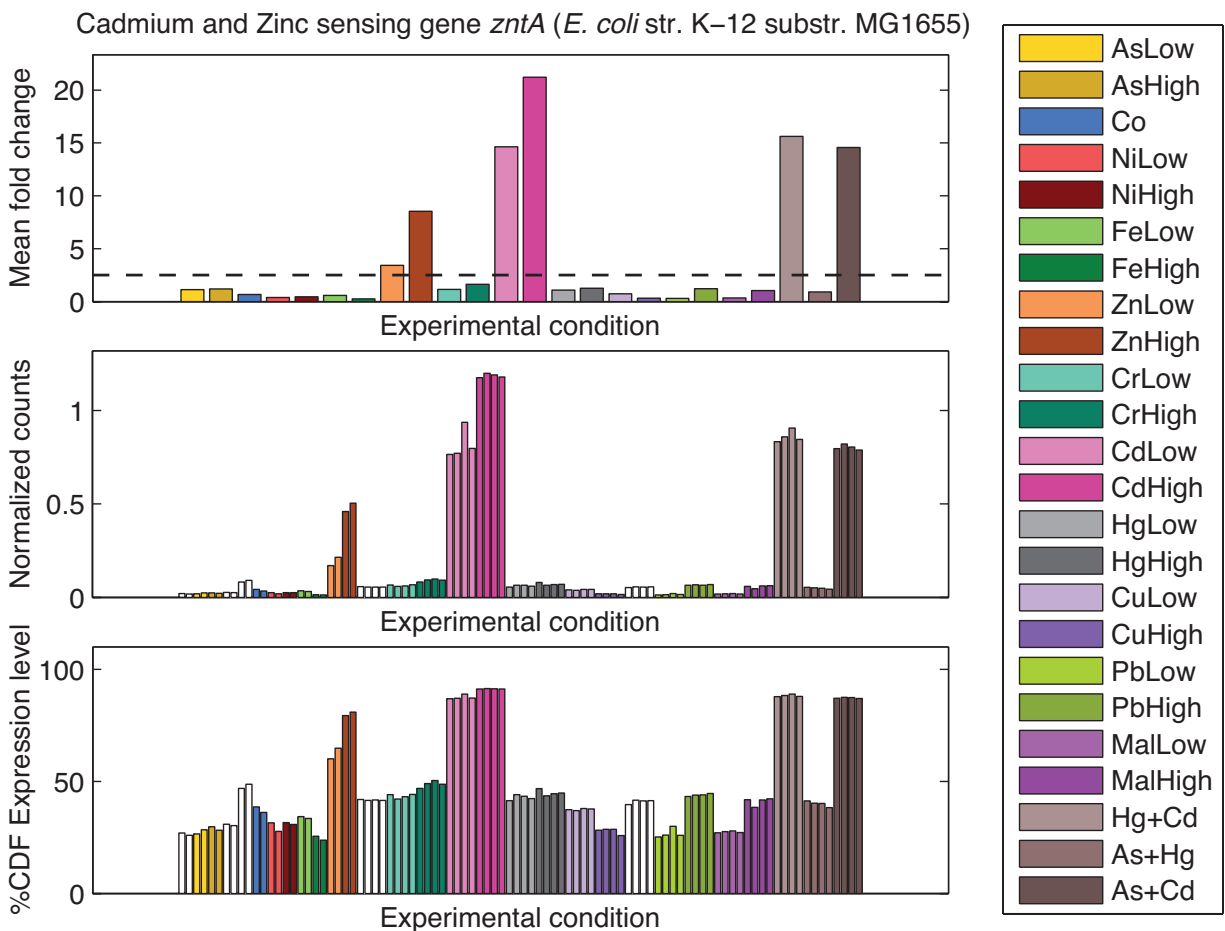 Cadmium and Zinc sensing gene zntA (E. coli str. K−12 substr. MG1655)
Mean fold change
20
15
10
5
0
Experimental condition
Normalized counts
1
0.5
0
Experimental condition
%CDF Expression level
100
50
0
Experimental condition
AsLow
AsHigh
Co
NiLow
NiHigh
FeLow
FeHigh
ZnLow
ZnHigh
CrLow
CrHigh
CdLow
CdHigh
HgLow
HgHigh
CuLow
CuHigh
PbLow
PbHigh
MalLow
MalHigh
Hg+Cd
As+Hg
As+Cd